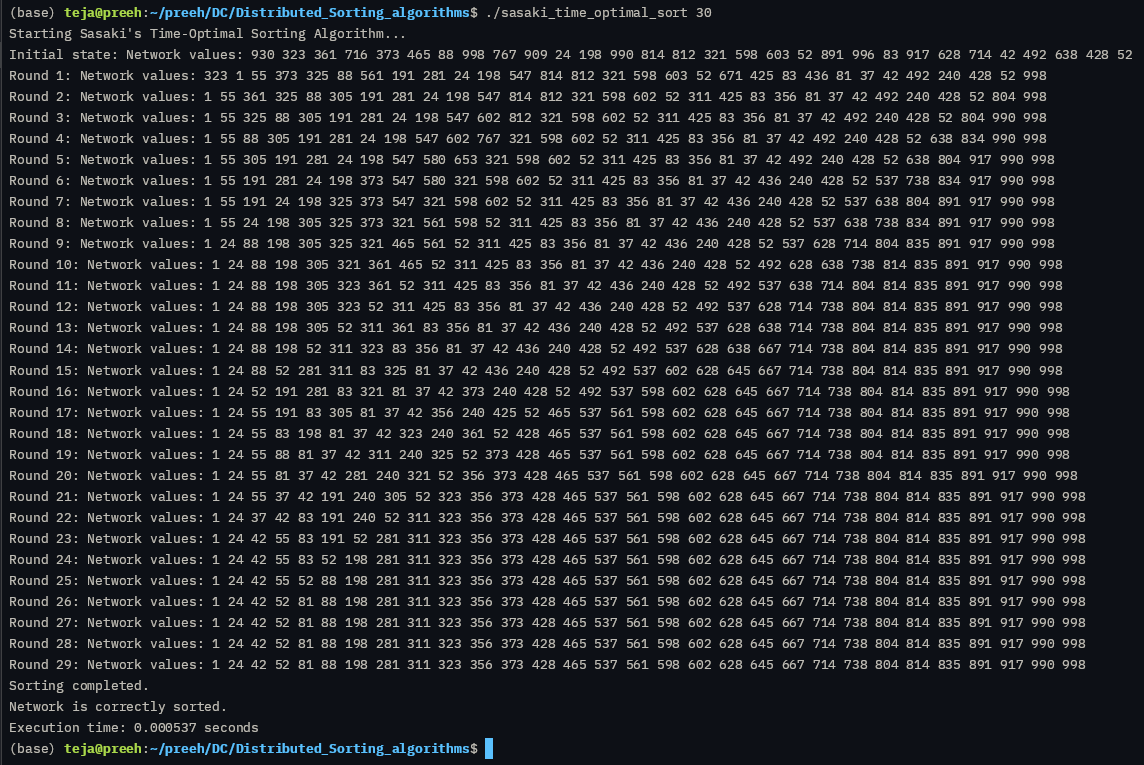 (base) teja@preeh:~/preeh/DC/Distributed_Sorting_algorithms$ ./sasaki_time_optimal_sort 30
Starting Sasaki's Time-Optimal Sorting Algorithm...
Initial state: Network values: 930 323 361 716 373 465 88 998 767 909 24 198 990 814 812 321 598 603 52 891 996 83 917 628 714 42 492 638 428 52
Round 1: Network values: 323 1 55 373 325 88 561 191 281 24 198 547 814 812 321 598 603 52 671 425 83 436 81 37 42 492 240 428 52 998
Round 2: Network values: 1 55 361 325 88 305 191 281 24 198 547 814 812 321 598 602 52 311 425 83 356 81 37 42 492 240 428 52 804 998
Round 3: Network values: 1 55 325 88 305 191 281 24 198 547 602 812 321 598 602 52 311 425 83 356 81 37 42 492 240 428 52 804 990 998
Round 4: Network values: 1 55 88 305 191 281 24 198 547 602 767 321 598 602 52 311 425 83 356 81 37 42 492 240 428 52 638 834 990 998
Round 5: Network values: 1 55 305 191 281 24 198 547 580 653 321 598 602 52 311 425 83 356 81 37 42 492 240 428 52 638 804 917 990 998
Round 6: Network values: 1 55 191 281 24 198 373 547 580 321 598 602 52 311 425 83 356 81 37 42 436 240 428 52 537 738 834 917 990 998
Round 7: Network values: 1 55 191 24 198 325 373 547 321 598 602 52 311 425 83 356 81 37 42 436 240 428 52 537 638 804 891 917 990 998
Round 8: Network values: 1 55 24 198 305 325 373 321 561 598 52 311 425 83 356 81 37 42 436 240 428 52 537 638 738 834 891 917 990 998
Round 9: Network values: 1 24 88 198 305 325 321 465 561 52 311 425 83 356 81 37 42 436 240 428 52 537 628 714 804 835 891 917 990 998
Round 10: Network values: 1 24 88 198 305 321 361 465 52 311 425 83 356 81 37 42 436 240 428 52 492 628 638 738 814 835 891 917 990 998
Round 11: Network values: 1 24 88 198 305 323 361 52 311 425 83 356 81 37 42 436 240 428 52 492 537 638 714 804 814 835 891 917 990 998
Round 12: Network values: 1 24 88 198 305 323 52 311 425 83 356 81 37 42 436 240 428 52 492 537 628 714 738 804 814 835 891 917 990 998
Round 13: Network values: 1 24 88 198 305 52 311 361 83 356 81 37 42 436 240 428 52 492 537 628 638 714 738 804 814 835 891 917 990 998
Round 14: Network values: 1 24 88 198 52 311 323 83 356 81 37 42 436 240 428 52 492 537 628 638 667 714 738 804 814 835 891 917 990 998
Round 15: Network values: 1 24 88 52 281 311 83 325 81 37 42 436 240 428 52 492 537 602 628 645 667 714 738 804 814 835 891 917 990 998
Round 16: Network values: 1 24 52 191 281 83 321 81 37 42 373 240 428 52 492 537 598 602 628 645 667 714 738 804 814 835 891 917 990 998
Round 17: Network values: 1 24 55 191 83 305 81 37 42 356 240 425 52 465 537 561 598 602 628 645 667 714 738 804 814 835 891 917 990 998
Round 18: Network values: 1 24 55 83 198 81 37 42 323 240 361 52 428 465 537 561 598 602 628 645 667 714 738 804 814 835 891 917 990 998
Round 19: Network values: 1 24 55 88 81 37 42 311 240 325 52 373 428 465 537 561 598 602 628 645 667 714 738 804 814 835 891 917 990 998
Round 20: Network values: 1 24 55 81 37 42 281 240 321 52 356 373 428 465 537 561 598 602 628 645 667 714 738 804 814 835 891 917 990 998
Round 21: Network values: 1 24 55 37 42 191 240 305 52 323 356 373 428 465 537 561 598 602 628 645 667 714 738 804 814 835 891 917 990 998
Round 22: Network values: 1 24 37 42 83 191 240 52 311 323 356 373 428 465 537 561 598 602 628 645 667 714 738 804 814 835 891 917 990 998
Round 23: Network values: 1 24 42 55 83 191 52 281 311 323 356 373 428 465 537 561 598 602 628 645 667 714 738 804 814 835 891 917 990 998
Round 24: Network values: 1 24 42 55 83 52 198 281 311 323 356 373 428 465 537 561 598 602 628 645 667 714 738 804 814 835 891 917 990 998
Round 25: Network values: 1 24 42 55 52 88 198 281 311 323 356 373 428 465 537 561 598 602 628 645 667 714 738 804 814 835 891 917 990 998
Round 26: Network values: 1 24 42 52 81 88 198 281 311 323 356 373 428 465 537 561 598 602 628 645 667 714 738 804 814 835 891 917 990 998
Round 27: Network values: 1 24 42 52 81 88 198 281 311 323 356 373 428 465 537 561 598 602 628 645 667 714 738 804 814 835 891 917 990 998
Round 28: Network values: 1 24 42 52 81 88 198 281 311 323 356 373 428 465 537 561 598 602 628 645 667 714 738 804 814 835 891 917 990 998
Round 29: Network values: 1 24 42 52 81 88 198 281 311 323 356 373 428 465 537 561 598 602 628 645 667 714 738 804 814 835 891 917 990 998
Sorting completed.
Network is correctly sorted.
Execution time: 0.000537 seconds
(base) teja@preeh:~/preeh/DC/Distributed_Sorting_algorithms$